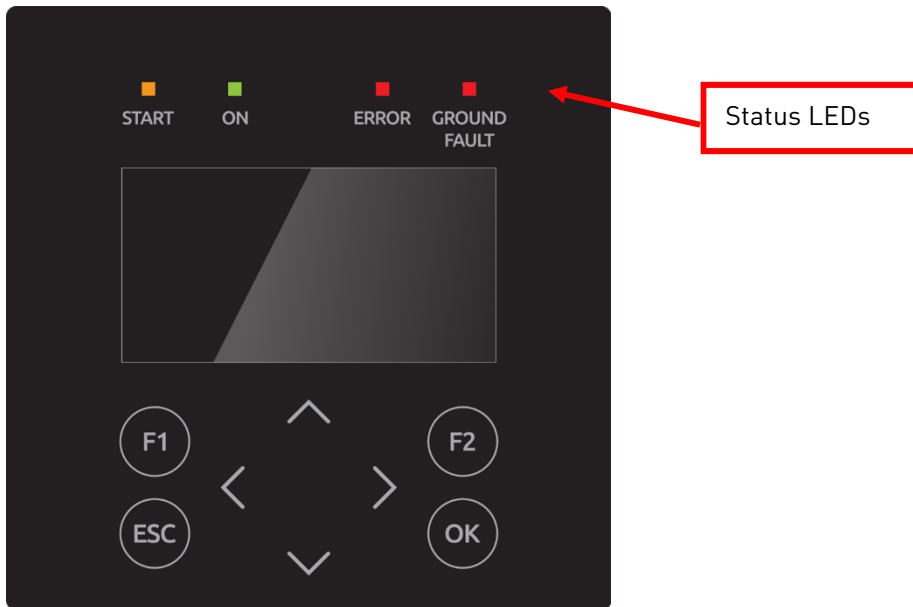 START ON ERROR GROUND
FAULT
Status LEDs
F1 F2
ESC OK